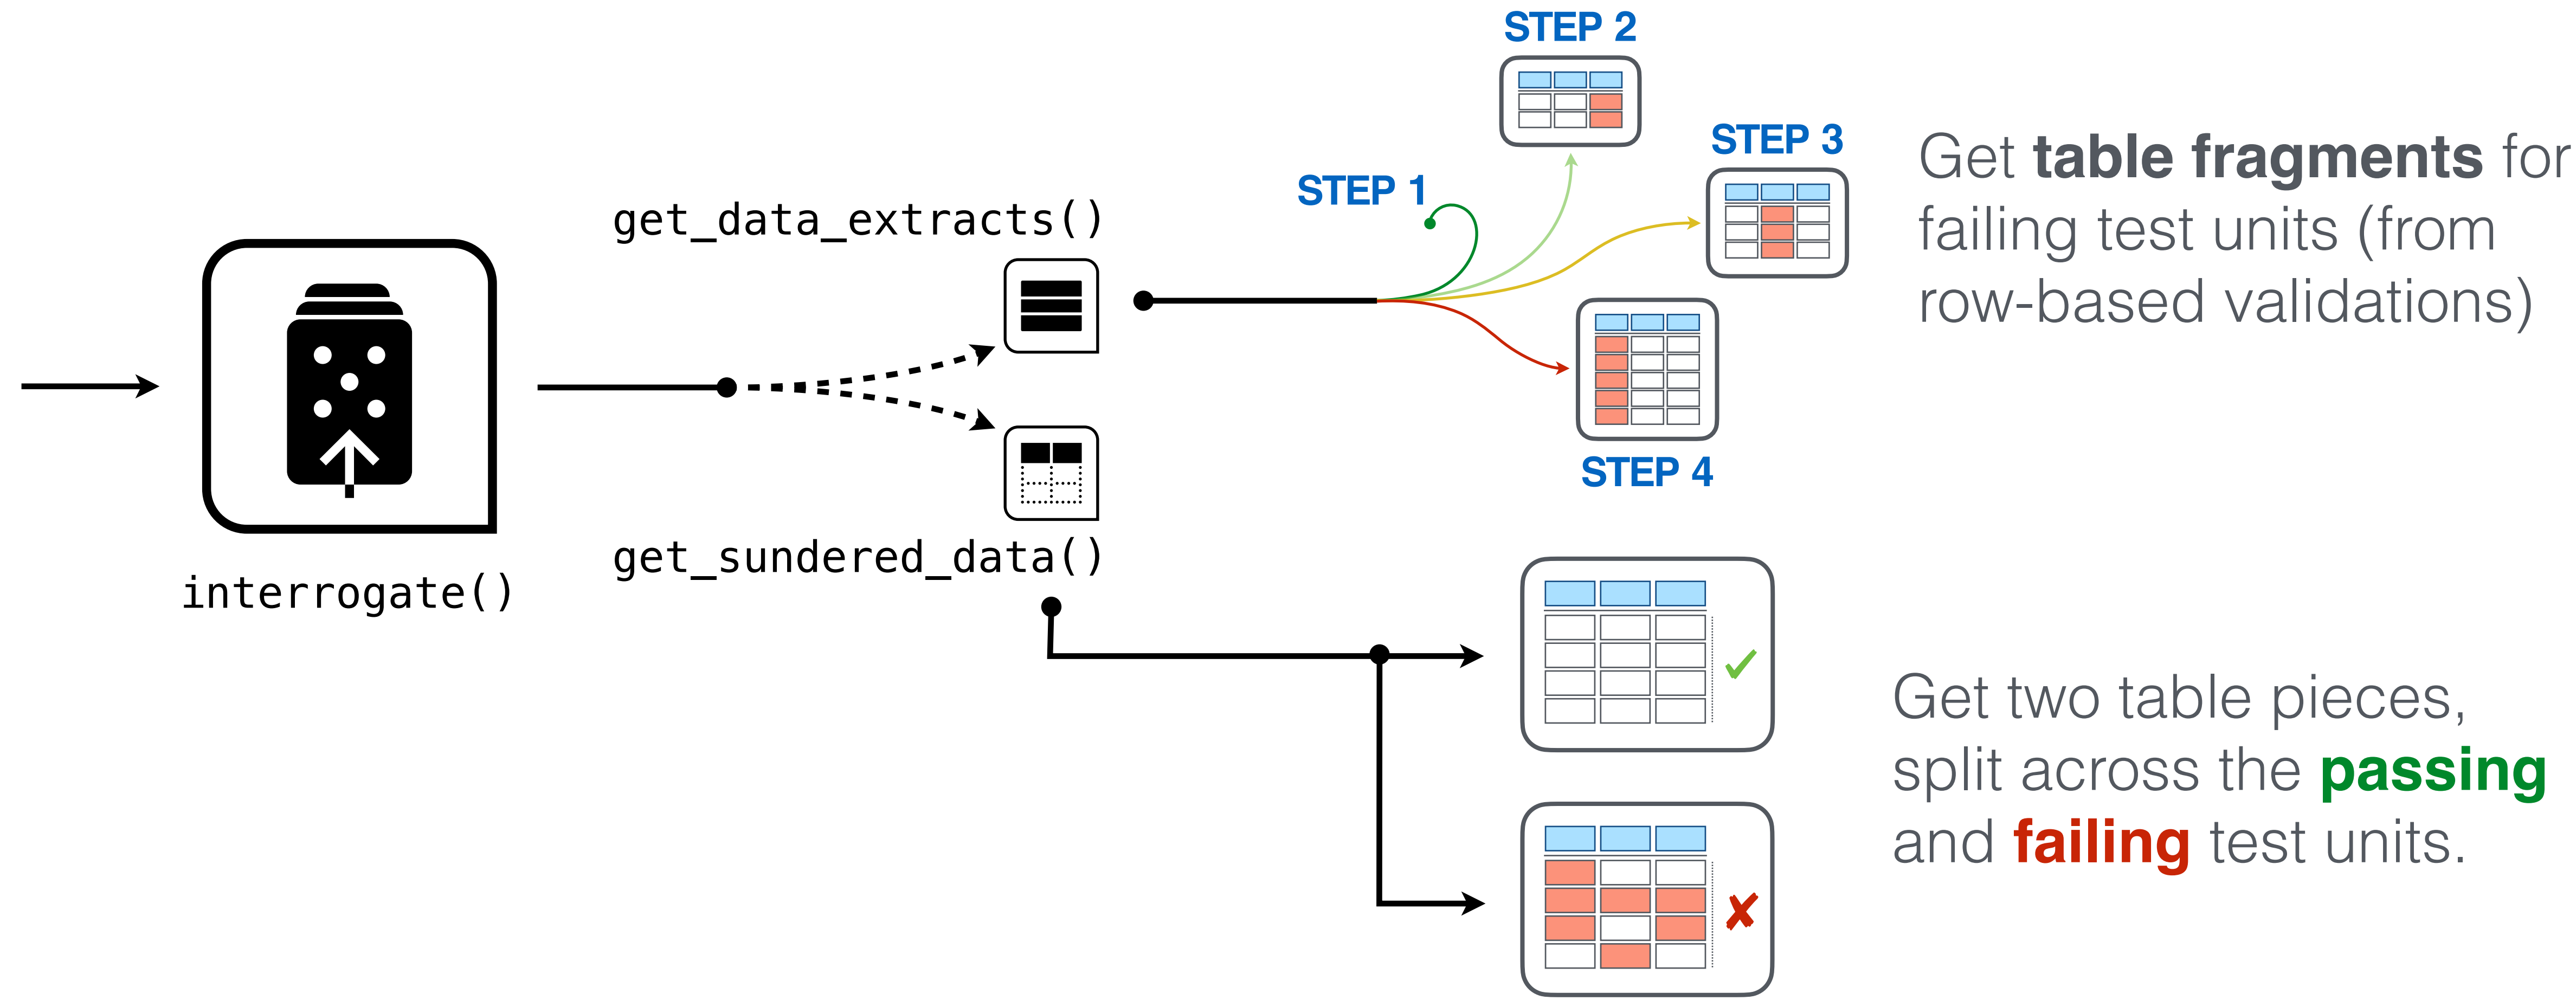 STEP 2
STEP 3
STEP 1
Get table fragments for
failing test units (from
row-based validations)
get_data_extracts()
STEP 4
get_sundered_data()
interrogate()
Get two table pieces,
split across the passing
and failing test units.